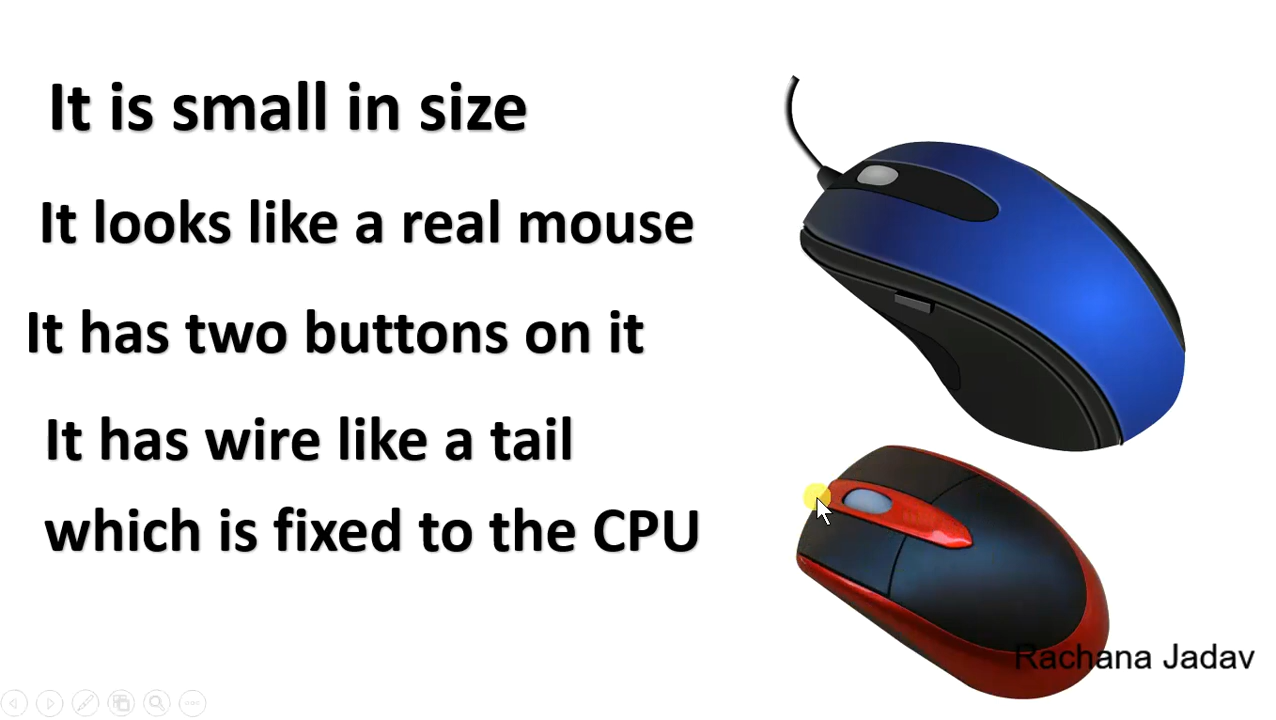 It is small in size
It looks like a real mouse
It has two buttons on it
It has wire like a tail
which is fixed to the CPU
Rachana Jadav